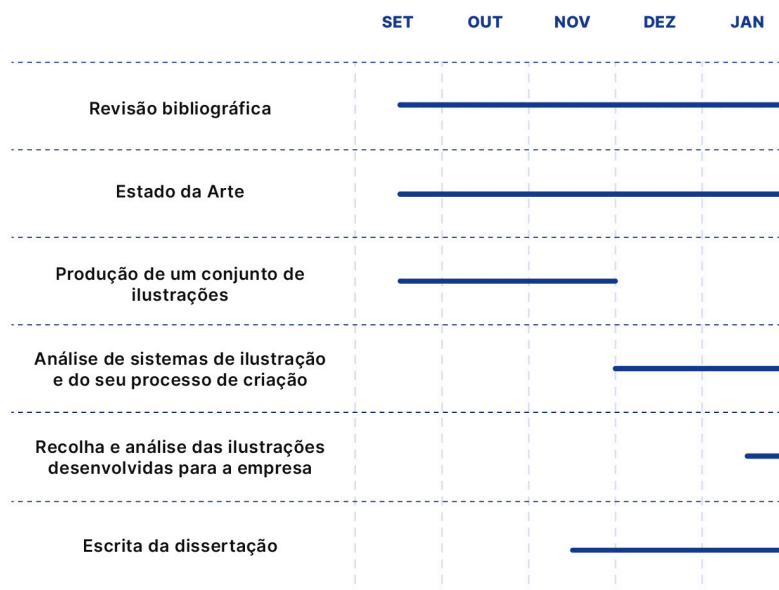 SET OUT NOV DEZ JAN
Revisão bibliográfica
Estado da Arte
Produção de um conjunto de
ilustrações
Análise de sistemas de ilustração
e do seu processo de criação
Recolha e análise das ilustrações
desenvolvidas para a empresa
Escrita da dissertação